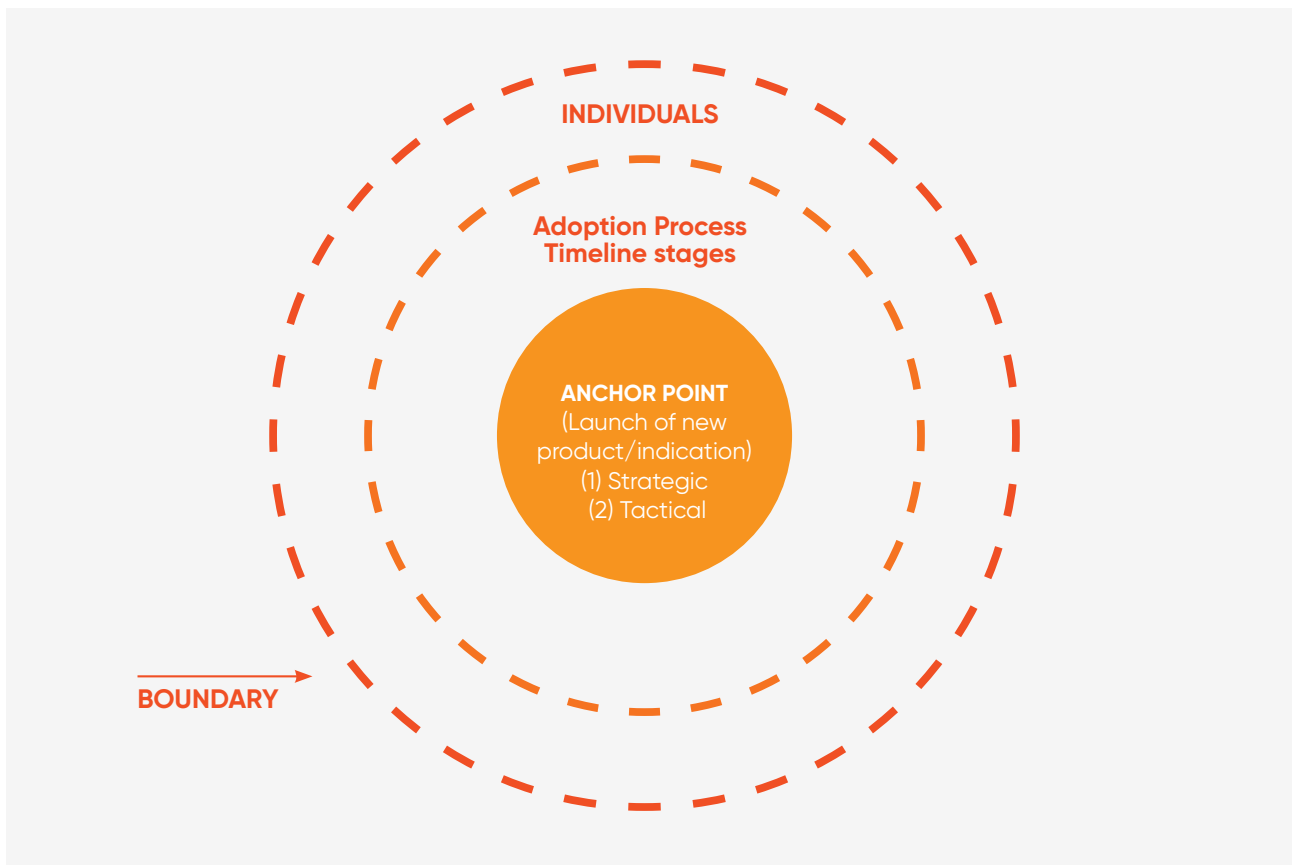 INDIVIDUALS
Adoption Process
Timeline stages
ANCHOR POINT
(Launch of new
product/indication)
(1) Strategic
(2) Tactical
BOUNDARY